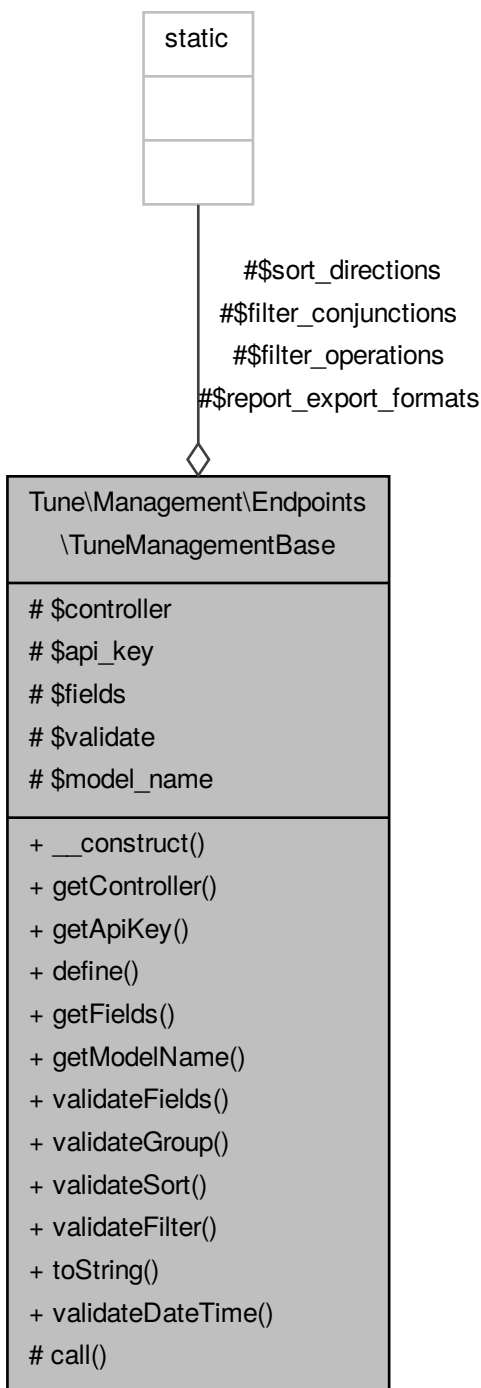 static
#$sort_directions
#$filter_conjunctions
#$filter_operations
#$report_export_formats
Tune\Management\Endpoints
\TuneManagementBase
# $controller
# $api_key
# $fields
# $validate
# $model_name
+ __construct()
+ getController()
+ getApiKey()
+ define()
+ getFields()
+ getModelName()
+ validateFields()
+ validateGroup()
+ validateSort()
+ validateFilter()
+ toString()
+ validateDateTime()
# call()